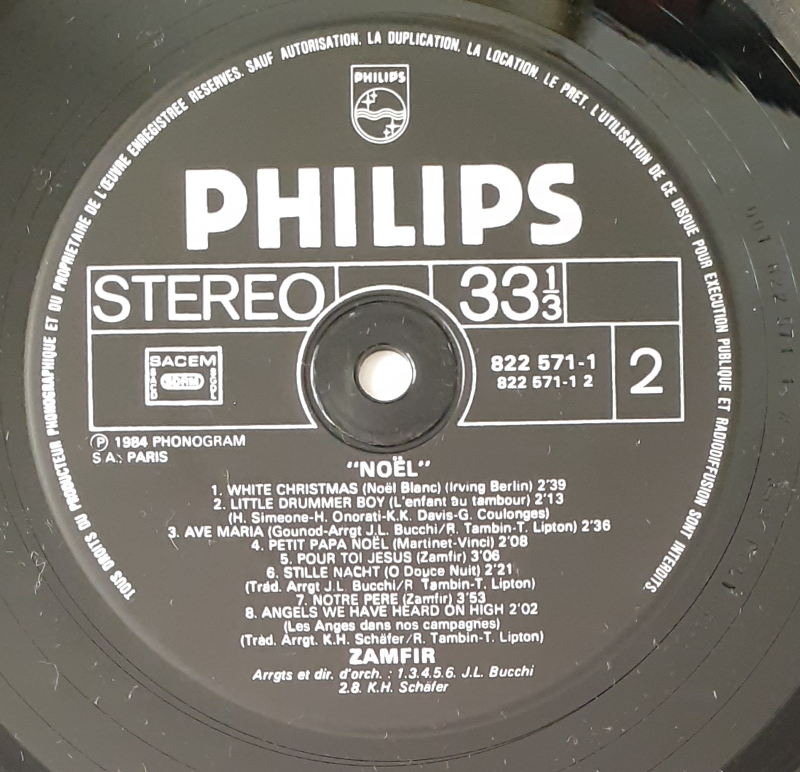 TOUS DROITS DU PRODUCTEUR PHONOGRAPHIQUE ET DU PROPRIETAIRE DE L'ŒUVRE ENREGISTREE RESERVES. SAUF AUTORISATION. LA DUPLICATION. LA LOCATION. LE PRET. L'UTILISATION DE CE DISQUE POUR EXECUTION PUBLIQUE ET RADIODIFFUSION SONT INTERDITS.
PHILIPS
PHILIPS
STEREO 33 1/3
SACEM
822 571-1
822 571-1 2
2
Ⓟ 1984 PHONOGRAM
S.A.: PARIS
"NOËL"
1. WHITE CHRISTMAS (Noël Blanc) (Irving Berlin) 2'39
2. LITTLE DRUMMER BOY (L'enfant au tambour) 2'13
(H. Simeone-H. Onorati-K.K. Davis-G. Coulonges)
3. AVE MARIA (Gounod-Arrgt J.L. Bucchi/R. Tambin-T. Lipton) 2'36
4. PETIT PAPA NOËL (Martinet-Vinci) 2'08
5. POUR TOI JESUS (Zamfir) 3'06
6. STILLE NACHT (O Douce Nuit) 2'21
(Trad. Arrgt J.L. Bucchi/R. Tambin-T. Lipton)
7. NOTRE PERE (Zamfir) 3'53
8. ANGELS WE HAVE HEARD ON HIGH 2'02
(Les Anges dans nos campagnes)
(Trad. Arrgt. K.H. Schäfer/R. Tambin-T. Lipton)
ZAMFIR
Arrgts et dir. d'orch. : 1.3.4.5.6. J.L. Bucchi
2.8. K.H. Schäfer